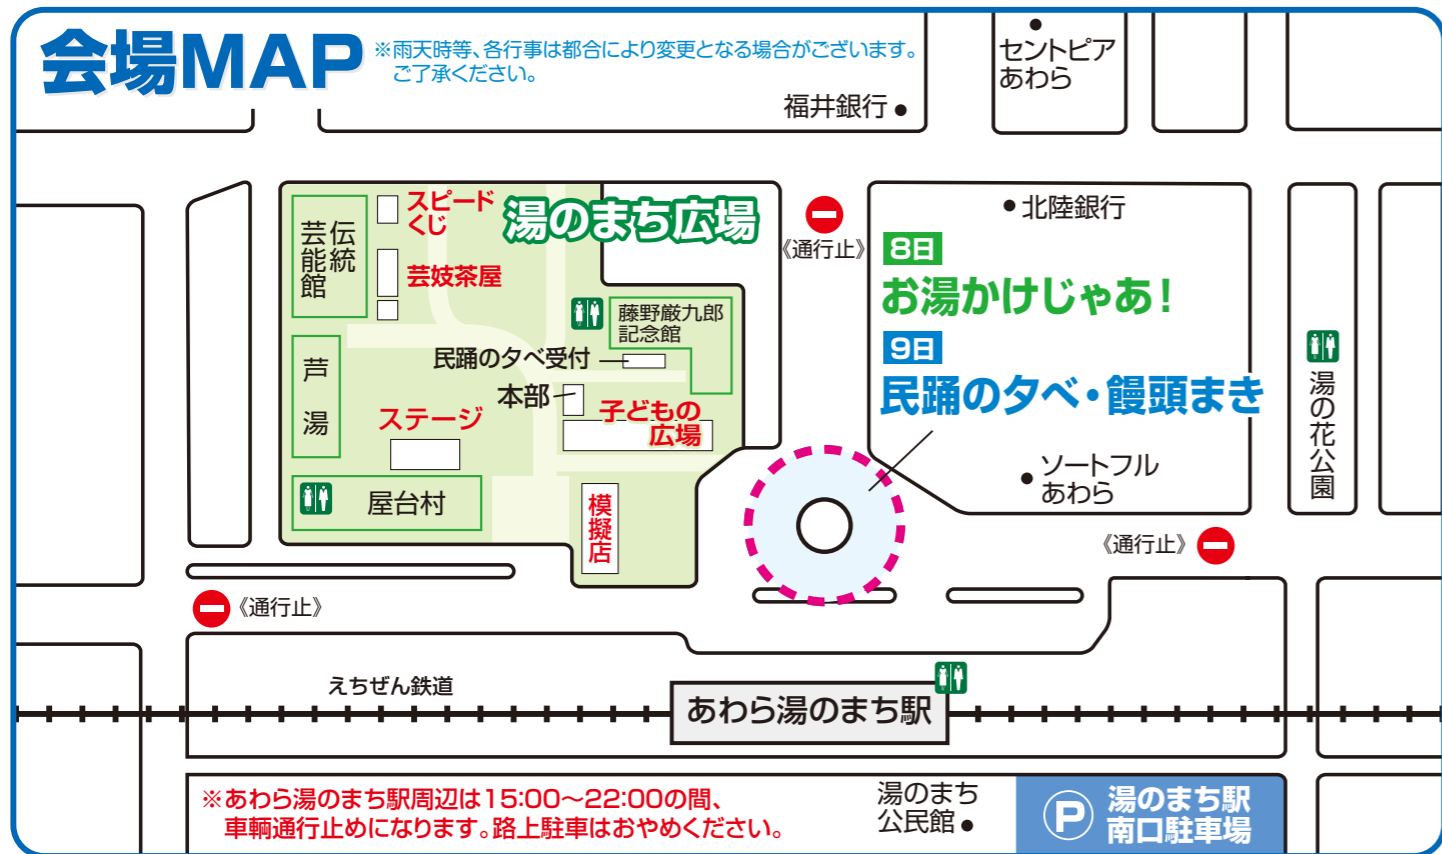 会場MAP
※雨天時等、各行事は都合により変更となる場合がございます。
ご了承ください。
セントピア
あわら
福井銀行
スピード
くじ
湯のまち広場
伝統
芸能館
芸妓茶屋
《通行止》
北陸銀行
8日
お湯かけじゃあ!
9日
民踊の夕べ・饅頭まき
藤野厳九郎
記念館
民踊の夕べ受付
本部
芦湯
ステージ
子どもの
広場
湯の花公園
ソートフル
あわら
屋台村
模擬店
《通行止》
《通行止》
えちぜん鉄道
あわら湯のまち駅
※あわら湯のまち駅周辺は15:00〜22:00の間、
車輌通行止めになります。路上駐車はおやめください。
湯のまち
公民館
P
湯のまち駅
南口駐車場